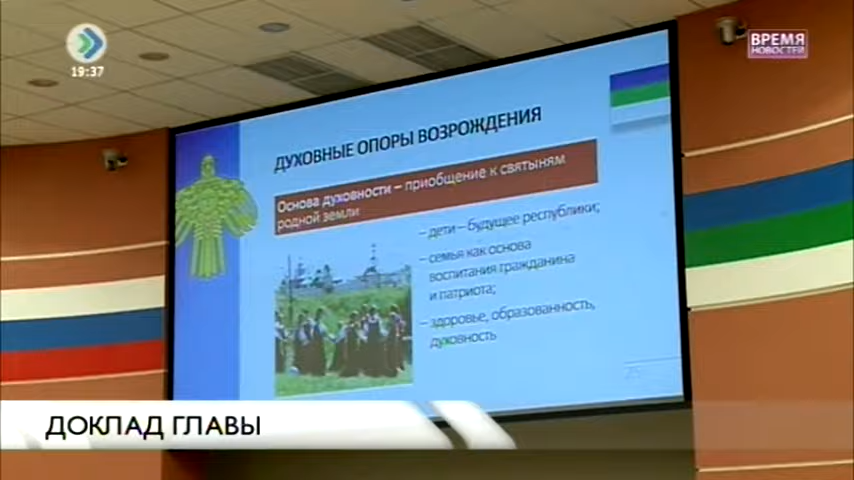 19:37
ВРЕМЯ
НОВОСТЕЙ
ДУХОВНЫЕ ОПОРЫ ВОЗРОЖДЕНИЯ
Основа духовности – приобщение к святыням
родной земли
– дети – будущее республики;
– семья как основа
воспитания гражданина
и патриота;
– здоровье, образованность,
духовность
ДОКЛАД ГЛАВЫ